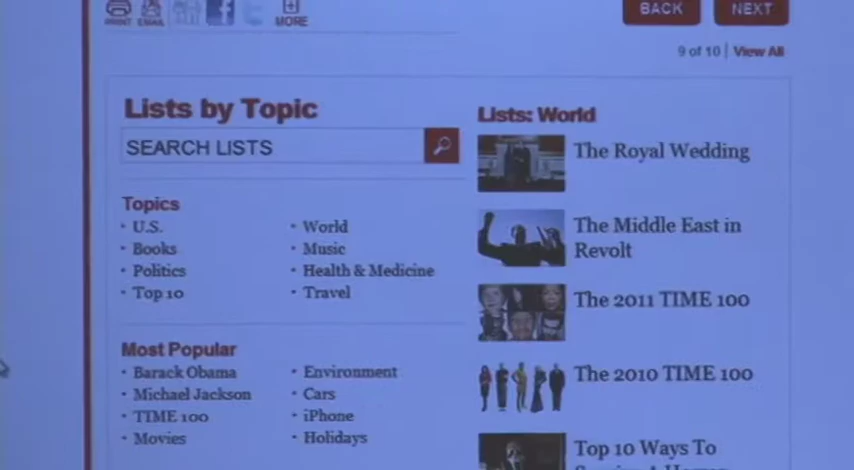 PRINT EMAIL MORE
BACK NEXT
9 of 10 | View All
Lists by Topic
SEARCH LISTS
Topics
• U.S.
• Books
• Politics
• Top 10
• World
• Music
• Health & Medicine
• Travel
Most Popular
• Barack Obama
• Michael Jackson
• TIME 100
• Movies
• Environment
• Cars
• iPhone
• Holidays
Lists: World
The Royal Wedding
The Middle East in
Revolt
The 2011 TIME 100
The 2010 TIME 100
Top 10 Ways To